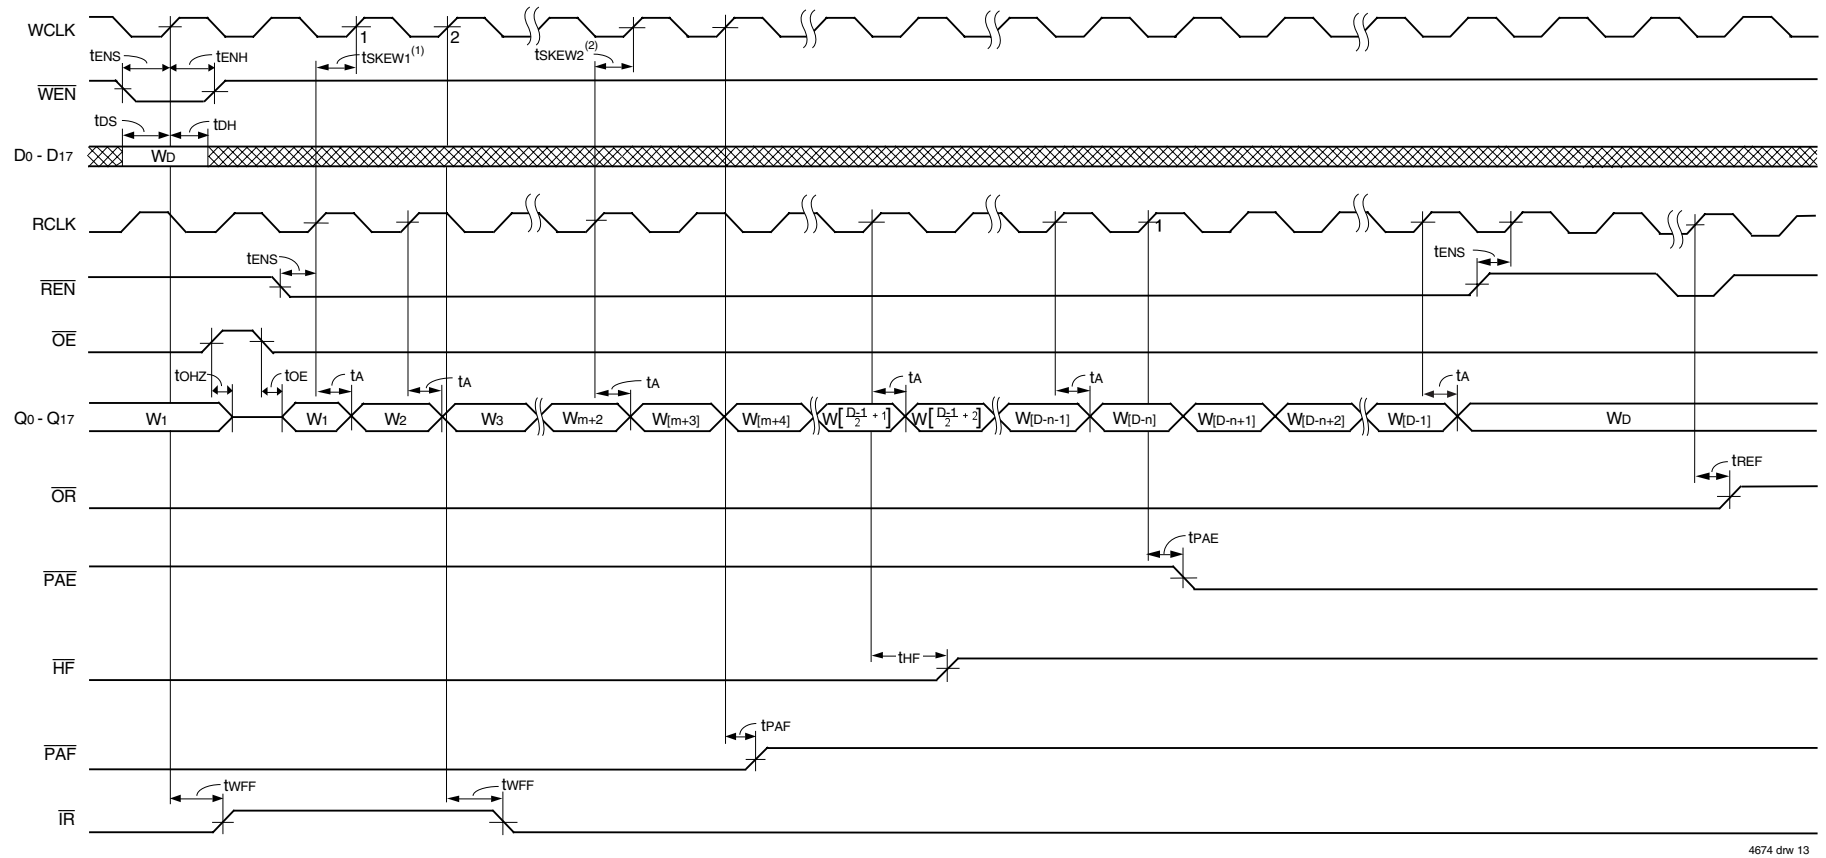 WCLK
1
2
tENS
tENH
tSKEW1(1)
tSKEW2(2)
WEN
tDS
tDH
D0 - D17
WD
RCLK
1
tENS
tENS
REN
OE
tOHZ
tOE
tA
tA
tA
tA
tA
tA
Q0 - Q17
W1
W1
W2
W3
Wm+2
W[m+3]
W[m+4]
W[D-1/2 + 1]
W[D-1/2 + 2]
W[D-n-1]
W[D-n]
W[D-n+1]
W[D-n+2]
W[D-1]
WD
tREF
OR
tPAE
PAE
HF
tHF
tPAF
PAF
tWFF
tWFF
IR
4674 drw 13